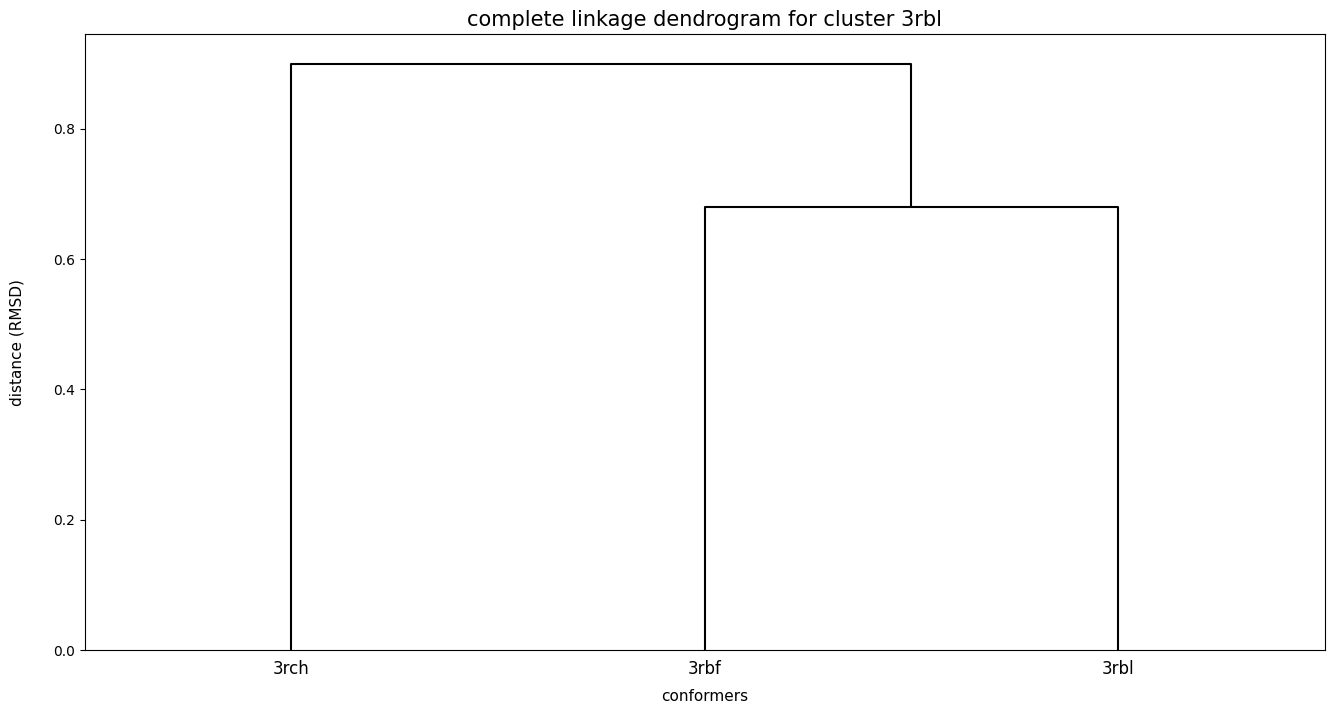 complete linkage dendrogram for cluster 3rbl
distance (RMSD)
0.8
0.6
0.4
0.2
0.0
3rch 3rbf 3rbl
conformers